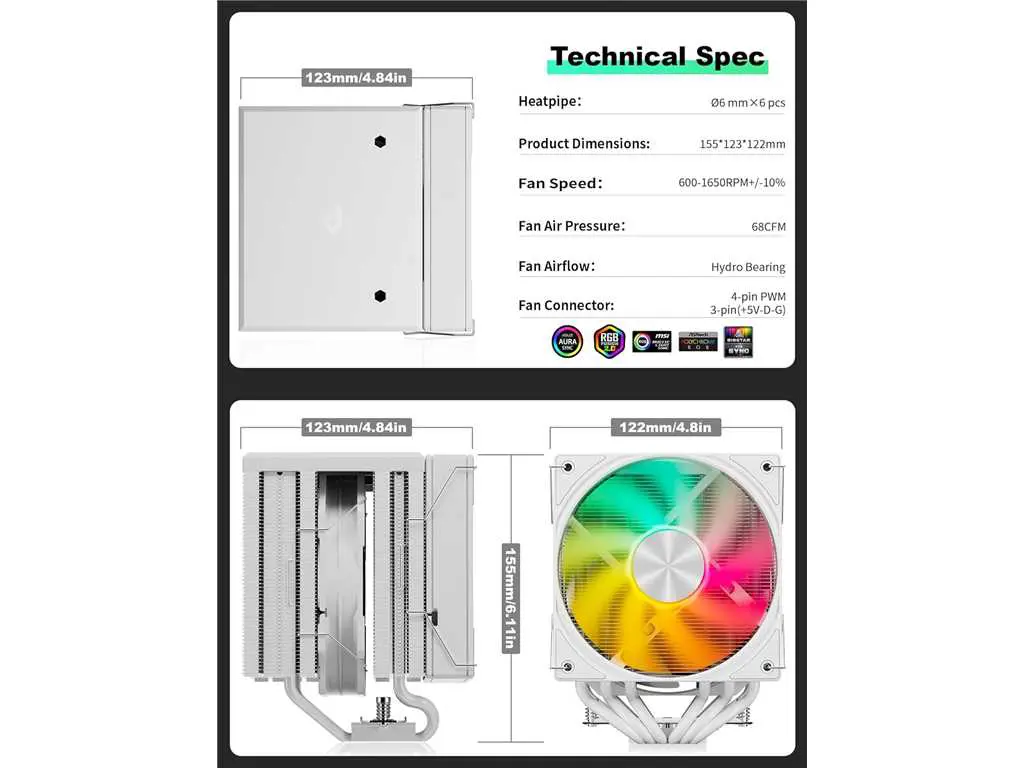 Technical Spec
123mm/4.84in
Heatpipe: Ø6 mm×6 pcs
Product Dimensions: 155*123*122mm
Fan Speed: 600-1650RPM+/-10%
Fan Air Pressure: 68CFM
Fan Airflow: Hydro Bearing
Fan Connector: 4-pin PWM
3-pin(+5V-D-G)
AURA
SYNC
RGB
FUSION
2.0
msi
ASRock
POLYCHROME
RGB
BIOSTAR
SYNC
123mm/4.84in
122mm/4.8in
155mm/6.11in